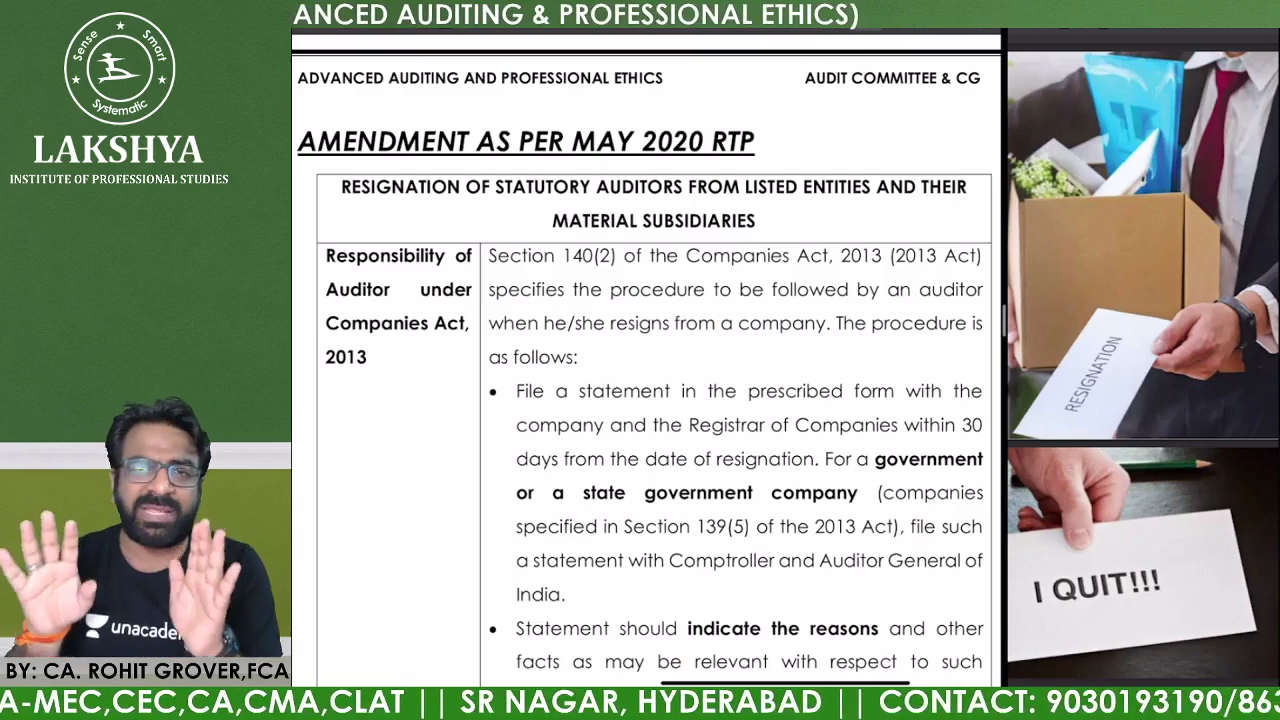 ANCED AUDITING & PROFESSIONAL ETHICS)
Sense
Smart
Systematic
LAKSHYA
INSTITUTE OF PROFESSIONAL STUDIES
ADVANCED AUDITING AND PROFESSIONAL ETHICS
AUDIT COMMITTEE & CG
AMENDMENT AS PER MAY 2020 RTP
RESIGNATION OF STATUTORY AUDITORS FROM LISTED ENTITIES AND THEIR
MATERIAL SUBSIDIARIES
Responsibility of
Auditor under
Companies Act,
2013
Section 140(2) of the Companies Act, 2013 (2013 Act)
specifies the procedure to be followed by an auditor
when he/she resigns from a company. The procedure is
as follows:
• File a statement in the prescribed form with the
company and the Registrar of Companies within 30
days from the date of resignation. For a government
or a state government company (companies
specified in Section 139(5) of the 2013 Act), file such
a statement with Comptroller and Auditor General of
India.
• Statement should indicate the reasons and other
facts as may be relevant with respect to such
RESIGNATION
I QUIT!!!
unacade
BY: CA. ROHIT GROVER,FCA
A-MEC,CEC,CA,CMA,CLAT || SR NAGAR, HYDERABAD || CONTACT: 9030193190/863